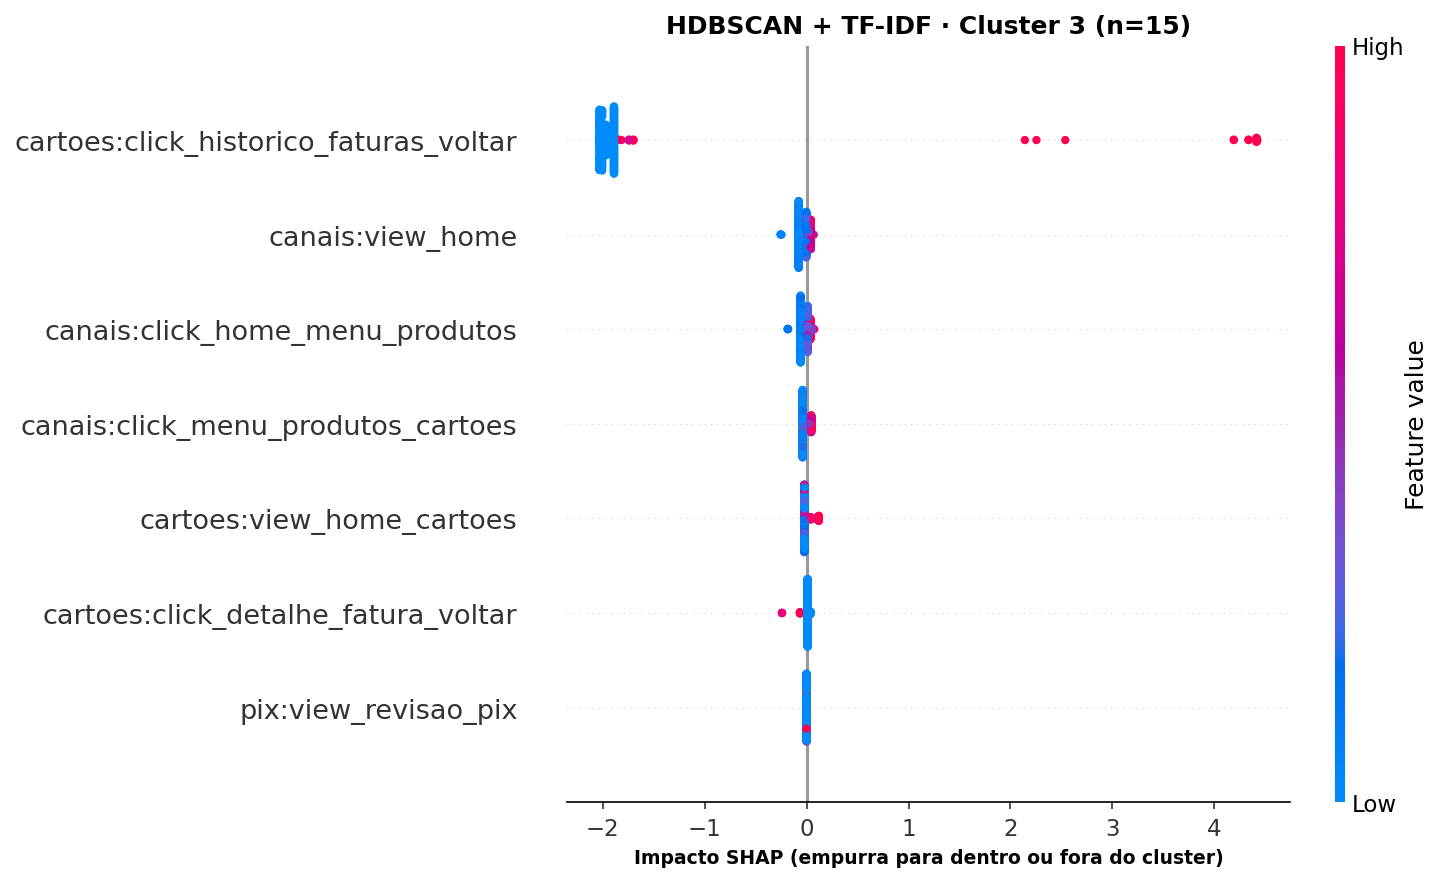 HDBSCAN + TF-IDF · Cluster 3 (n=15)
High
cartoes:click_historico_faturas_voltar
canais:view_home
canais:click_home_menu_produtos
canais:click_menu_produtos_cartoes
cartoes:view_home_cartoes
cartoes:click_detalhe_fatura_voltar
pix:view_revisao_pix
Feature value
Low
−2 −1 0 1 2 3 4
Impacto SHAP (empurra para dentro ou fora do cluster)